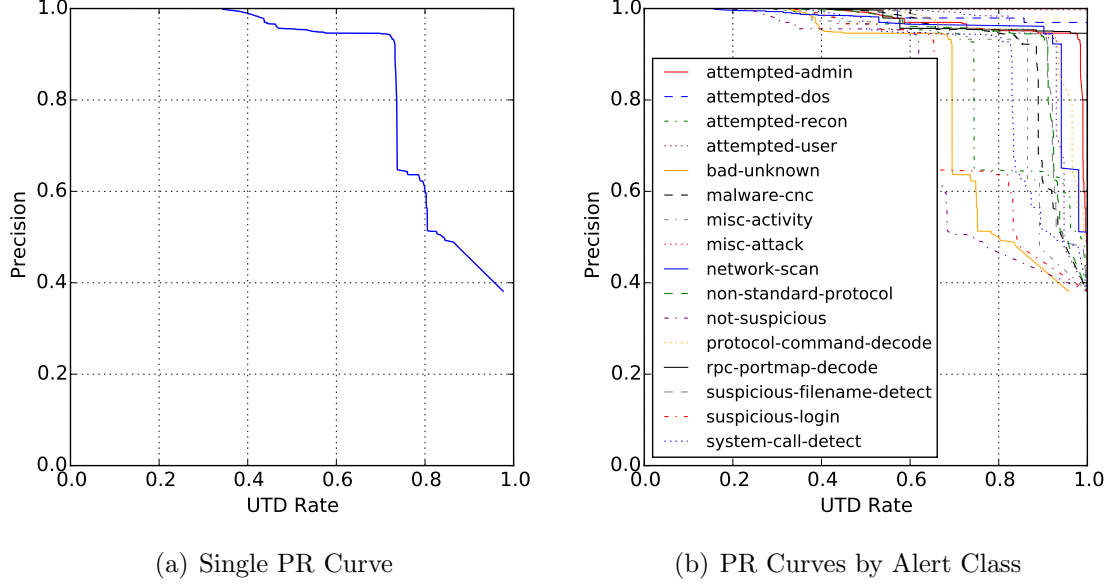 1.0
0.8
0.6
0.4
0.2
0.0
Precision
0.0 0.2 0.4 0.6 0.8 1.0
UTD Rate
(a) Single PR Curve
1.0
0.8
0.6
0.4
0.2
0.0
Precision
attempted-admin
attempted-dos
attempted-recon
attempted-user
bad-unknown
malware-cnc
misc-activity
misc-attack
network-scan
non-standard-protocol
not-suspicious
protocol-command-decode
rpc-portmap-decode
suspicious-filename-detect
suspicious-login
system-call-detect
0.0 0.2 0.4 0.6 0.8 1.0
UTD Rate
(b) PR Curves by Alert Class